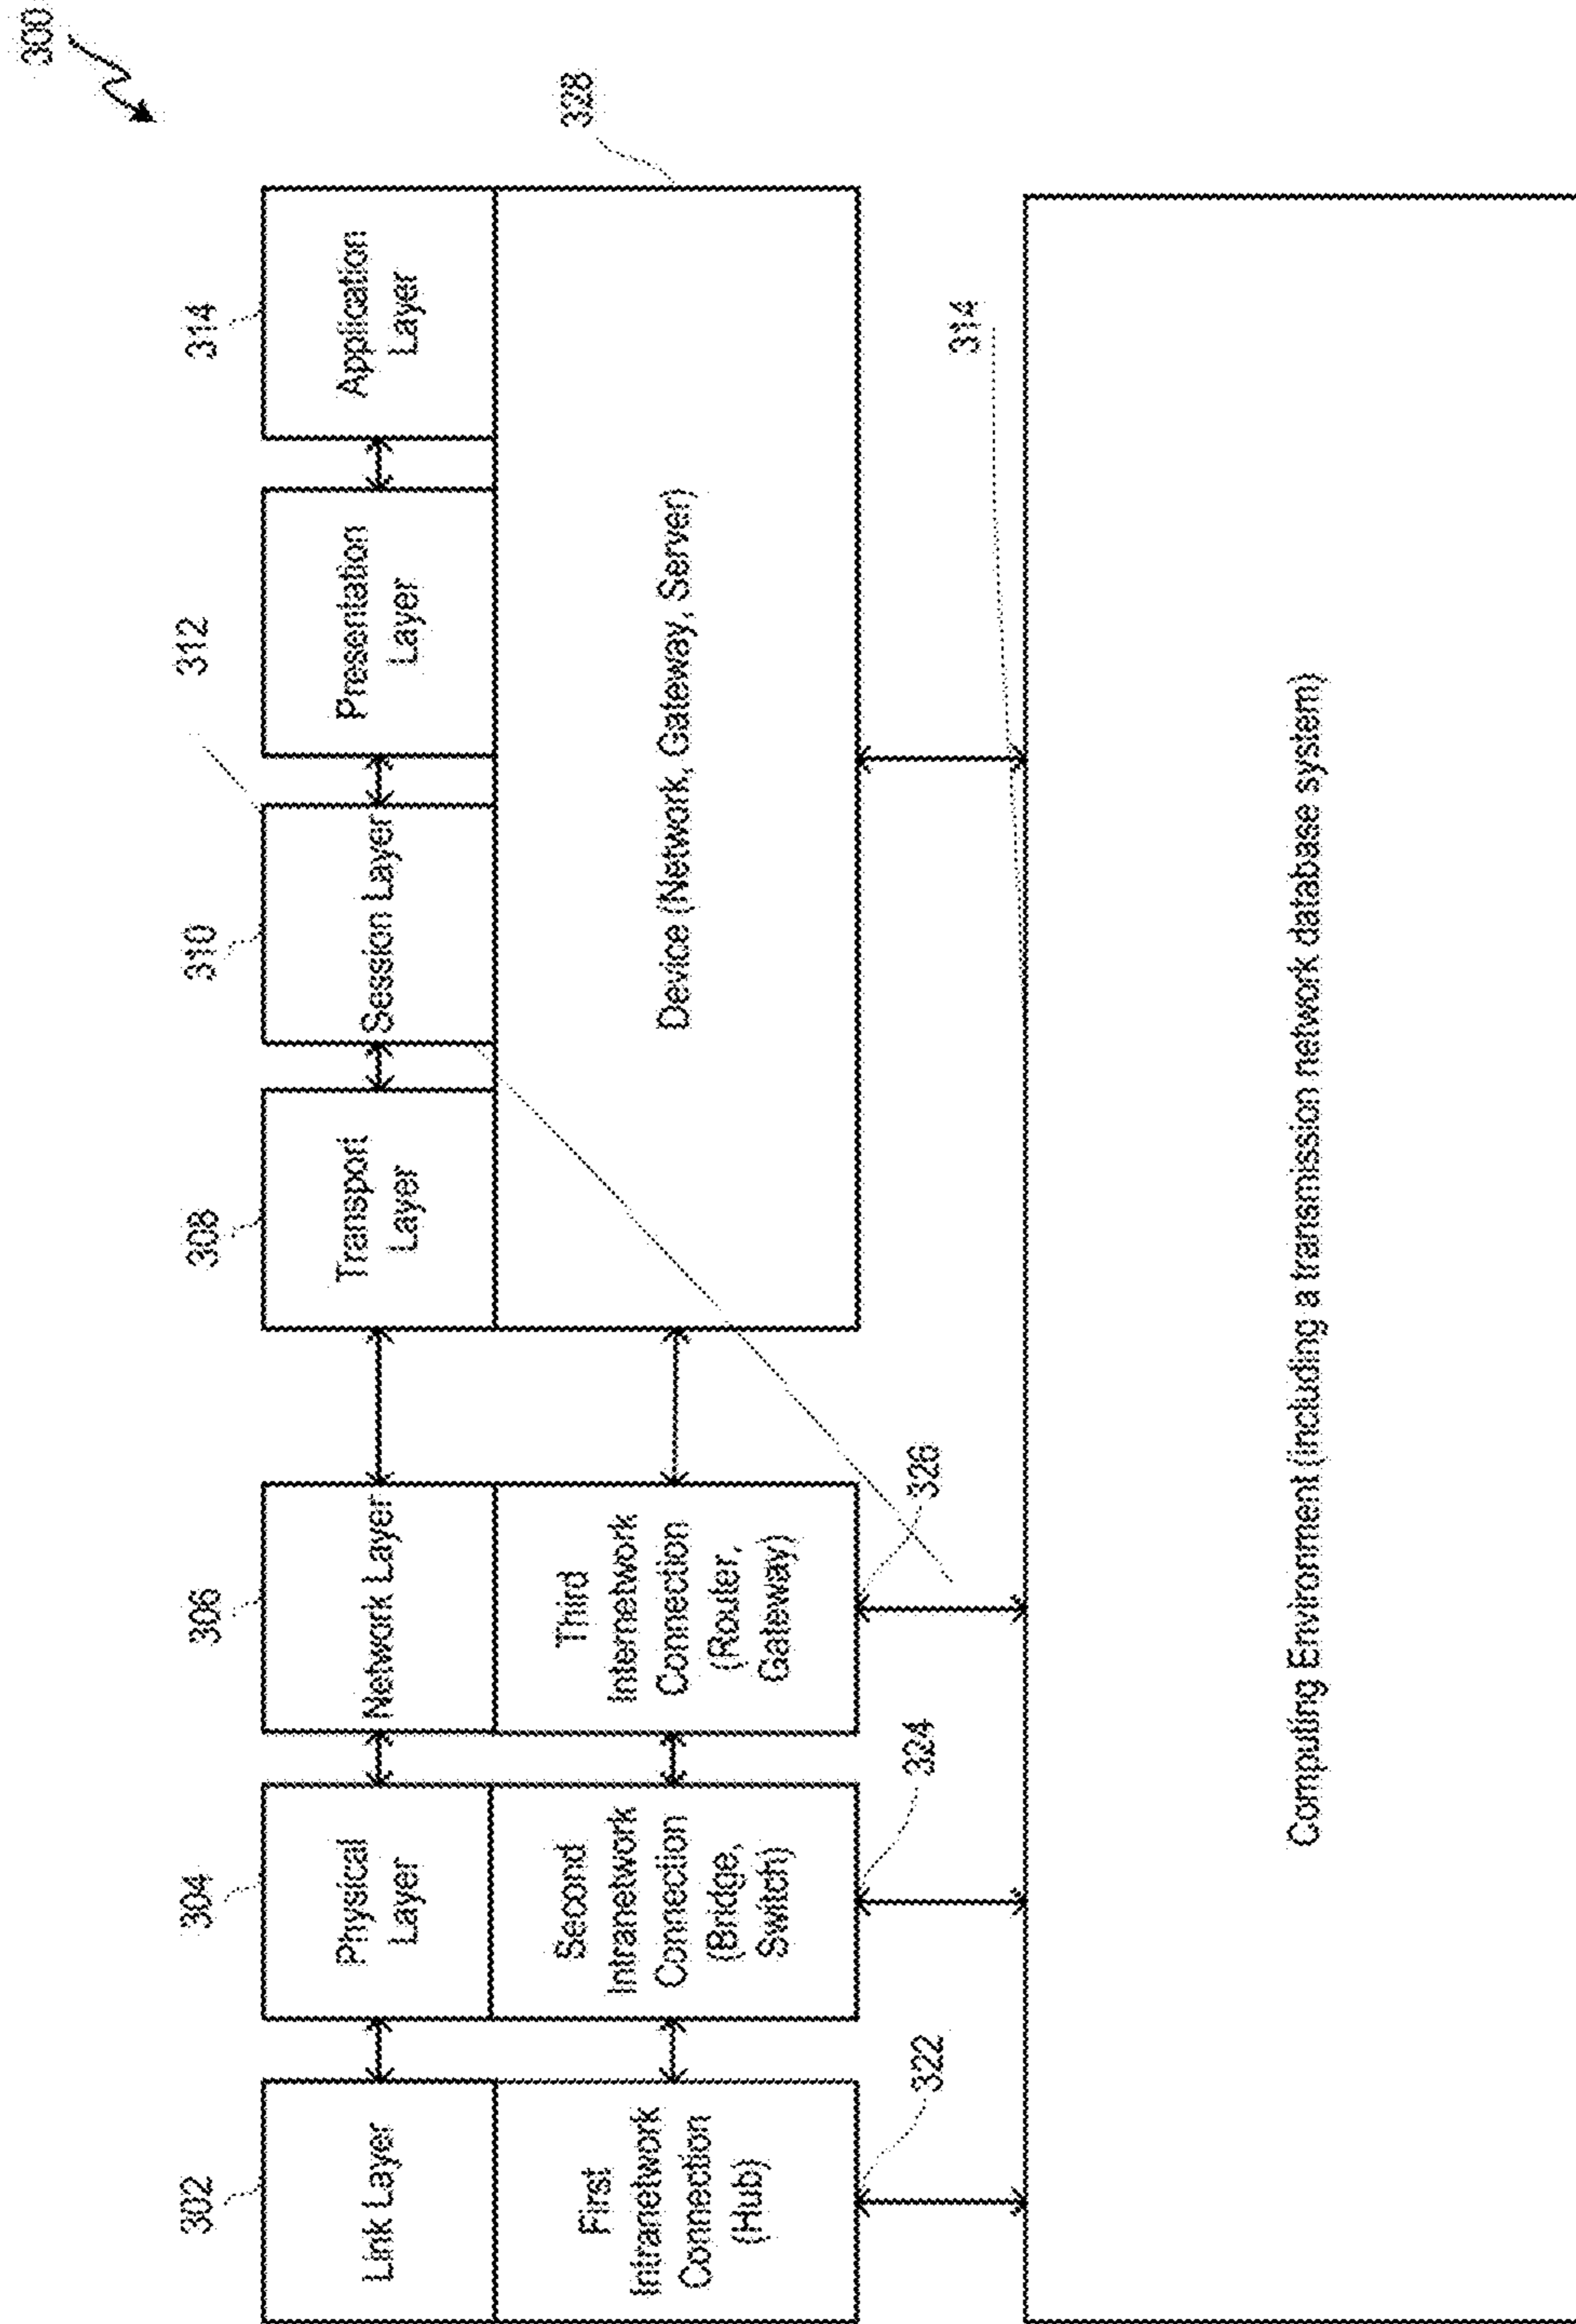 300
302
304
306
308
310
312
314
Link Layer
Physical
Layer
Network Layer
Transport
Layer
Session Layer
Presentation
Layer
Application
Layer
328
First
Intranetwork
Connection
(Hub)
Second
Intranetwork
Connection
(Bridge,
Switch)
Third
Internetwork
Connection
(Router,
Gateway)
Device (Network, Gateway, Server)
322
324
326
314
Computing Environment (including a transmission network database system)